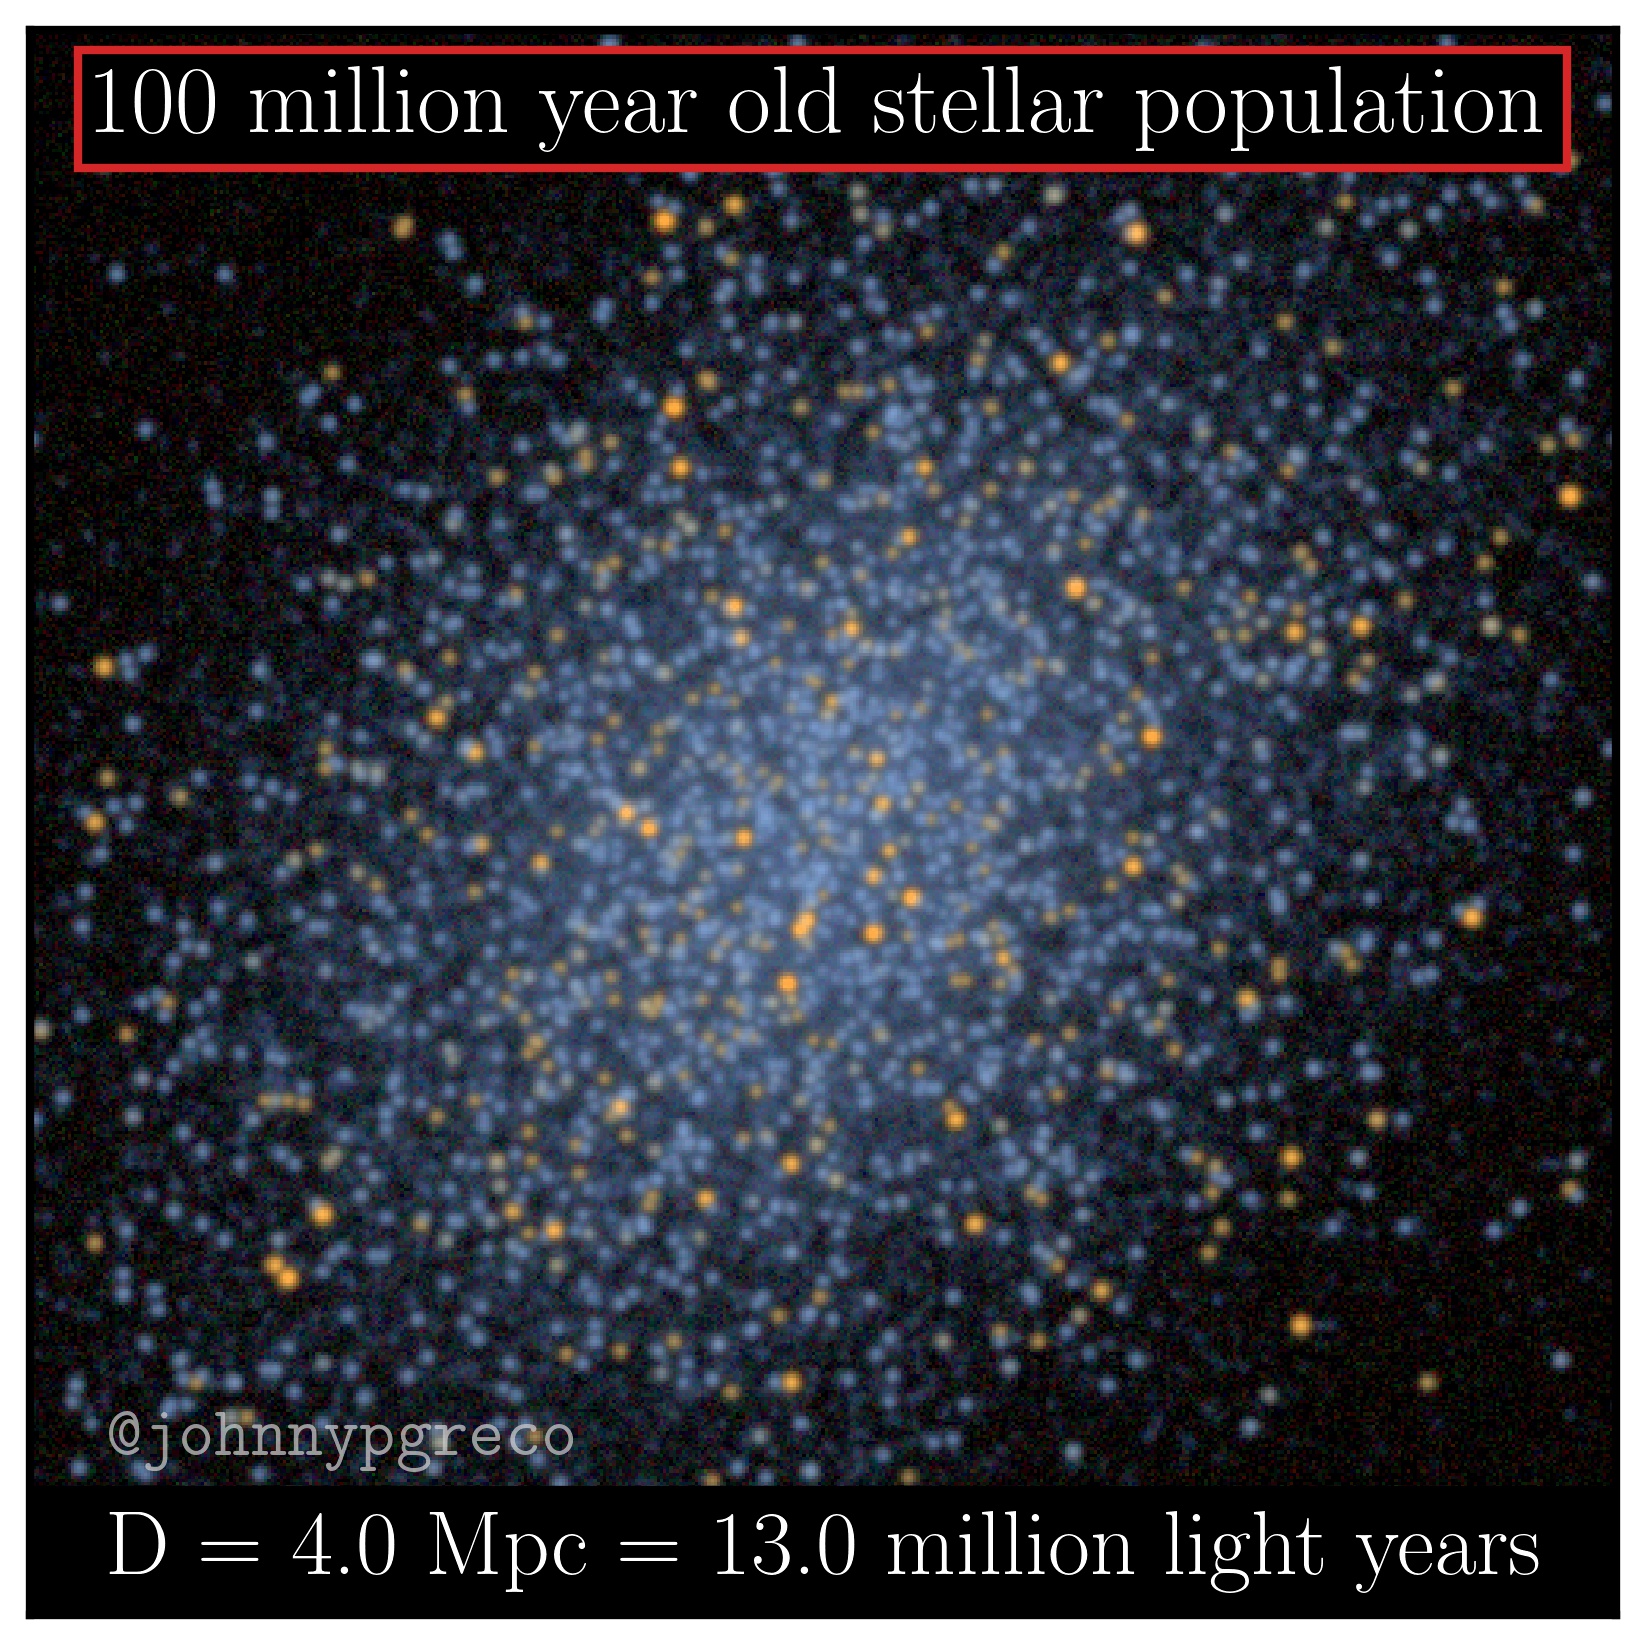 100 million year old stellar population
@johnnypgreco
D = 4.0 Mpc = 13.0 million light years